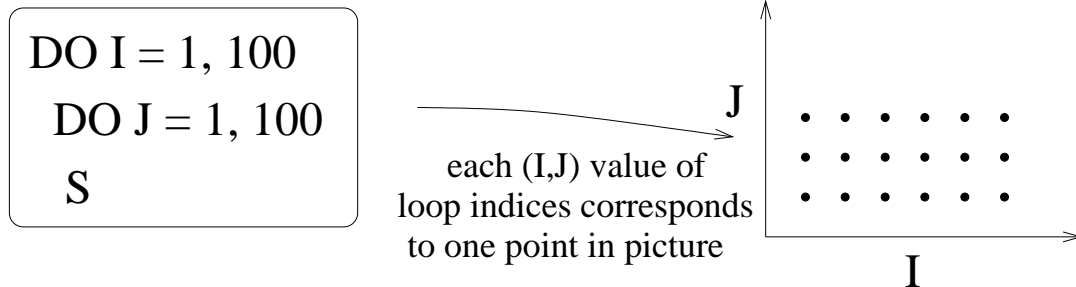 DO I = 1, 100
DO J = 1, 100
S
each (I,J) value of
loop indices corresponds
to one point in picture
J
I